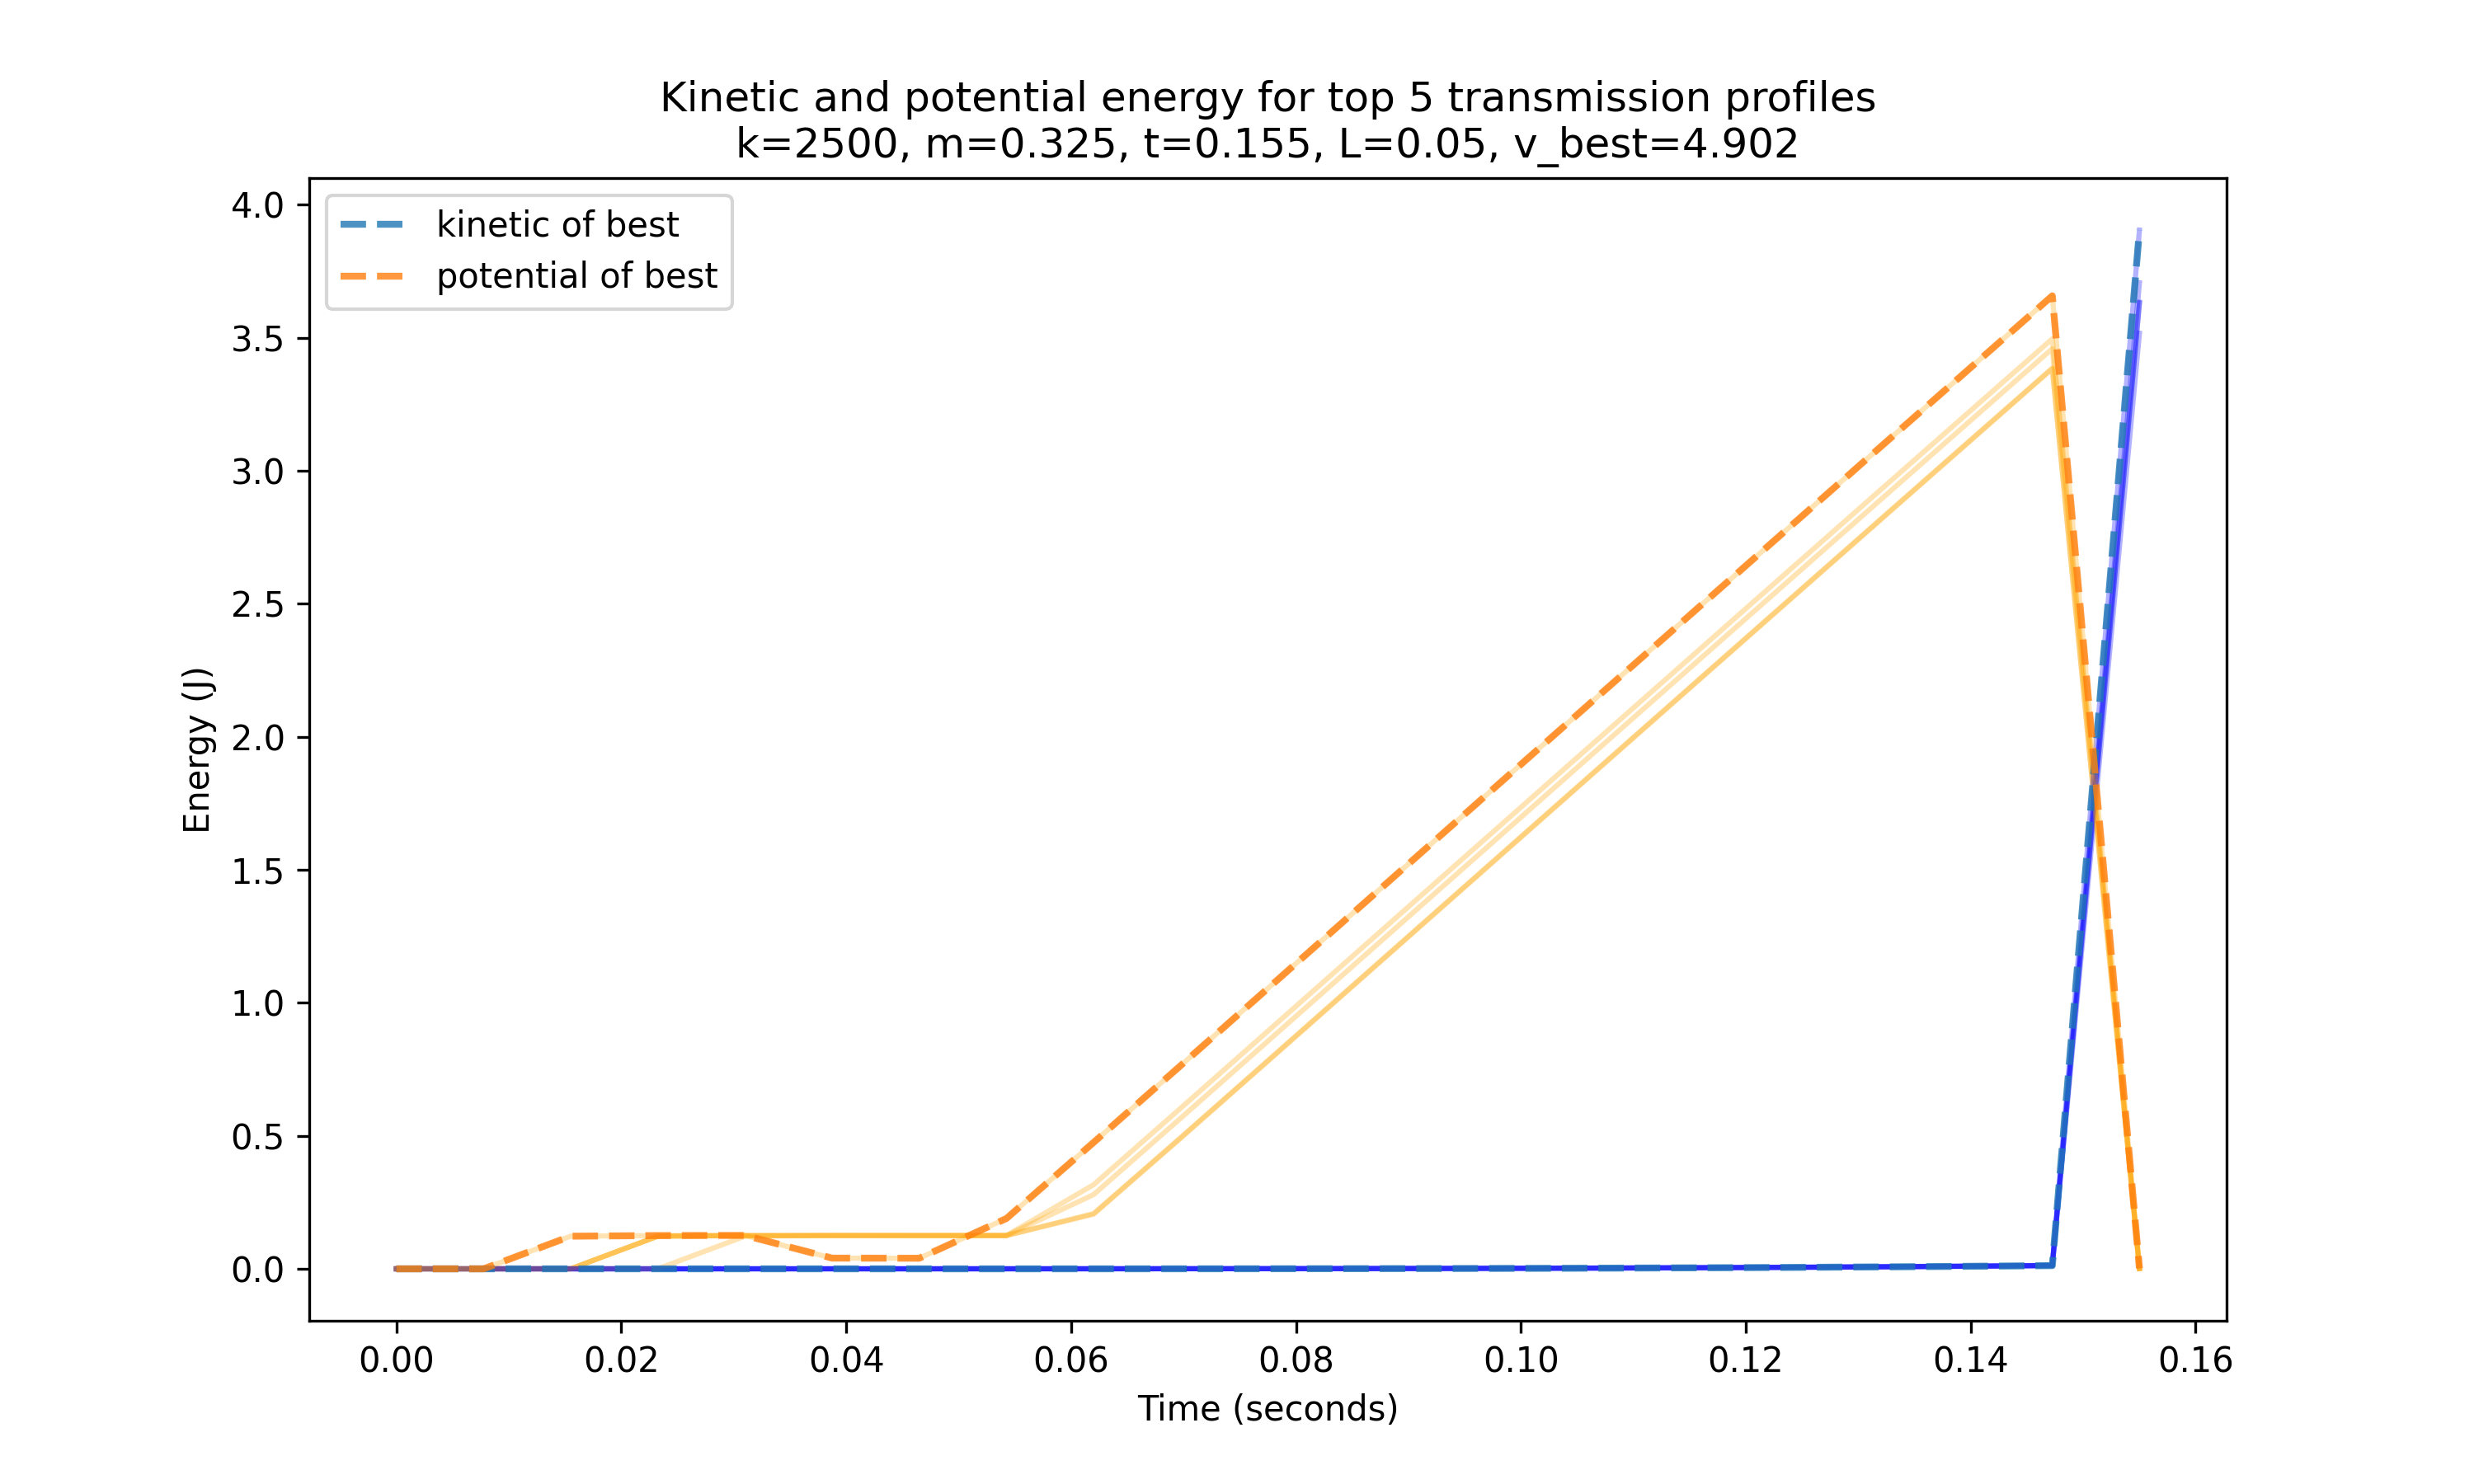 Kinetic and potential energy for top 5 transmission profiles
k=2500, m=0.325, t=0.155, L=0.05, v_best=4.902
kinetic of best
potential of best
4.0
3.5
3.0
2.5
2.0
1.5
1.0
0.5
0.0
Energy (J)
0.00 0.02 0.04 0.06 0.08 0.10 0.12 0.14 0.16
Time (seconds)